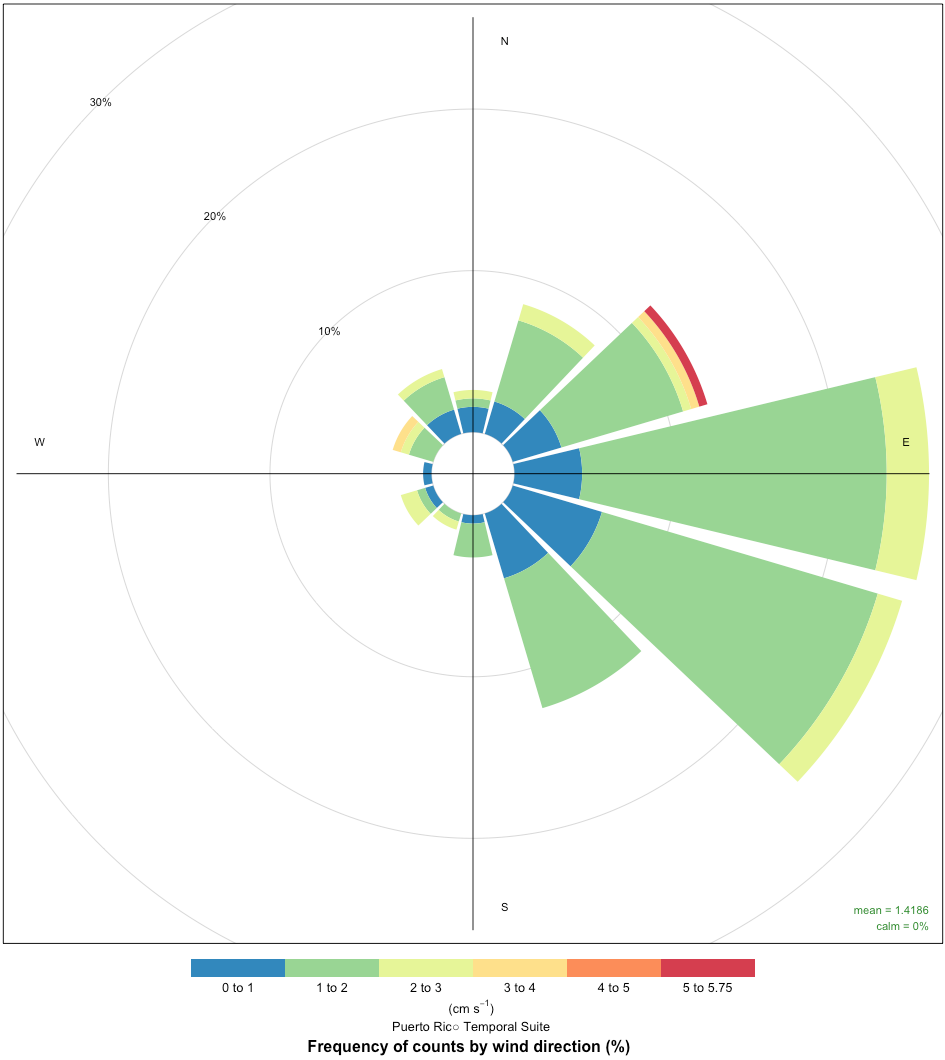 N
30%
20%
10%
W
E
S
mean = 1.4186
calm = 0%
0 to 1
1 to 2
2 to 3
3 to 4
4 to 5
5 to 5.75
(cm s⁻¹)
Puerto Ric○ Temporal Suite
Frequency of counts by wind direction (%)